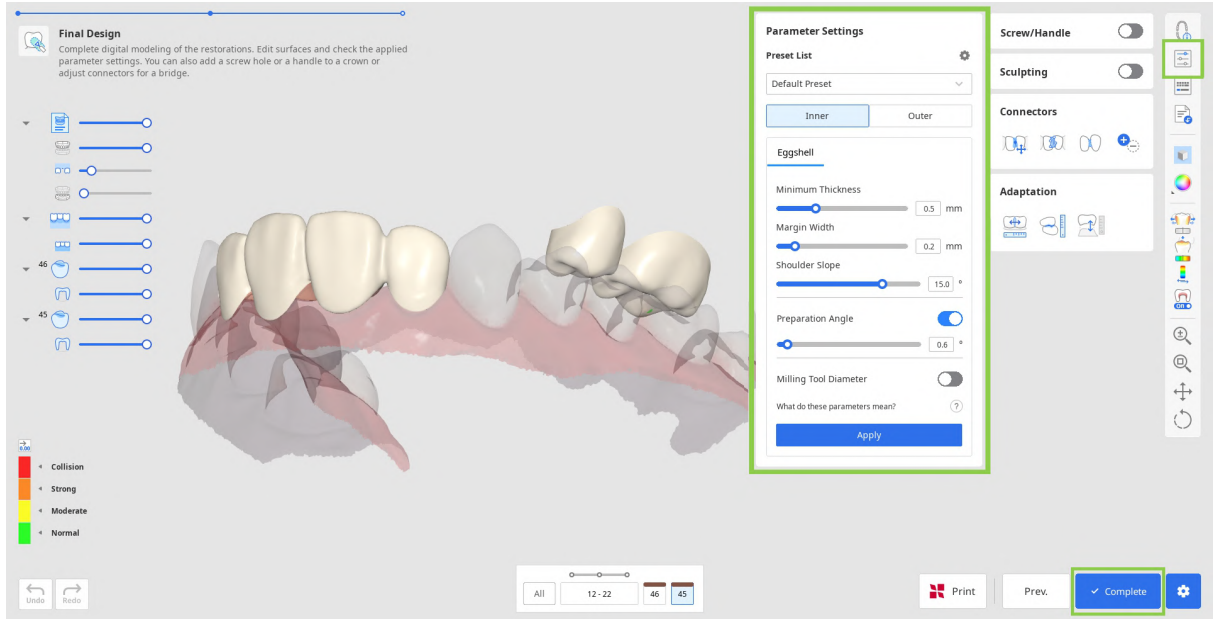 Final Design
Complete digital modeling of the restorations. Edit surfaces and check the applied
parameter settings. You can also add a screw hole or a handle to a crown or
adjust connectors for a bridge.
46
45
0.00
Collision
Strong
Moderate
Normal
Undo
Redo
Parameter Settings
Preset List
Default Preset
Inner
Outer
Eggshell
Minimum Thickness
0.5 mm
Margin Width
0.2 mm
Shoulder Slope
15.0 °
Preparation Angle
0.6 °
Milling Tool Diameter
What do these parameters mean?
?
Apply
Screw/Handle
Sculpting
Connectors
Adaptation
ON
All
12 - 22
46
45
Print
Prev.
Complete